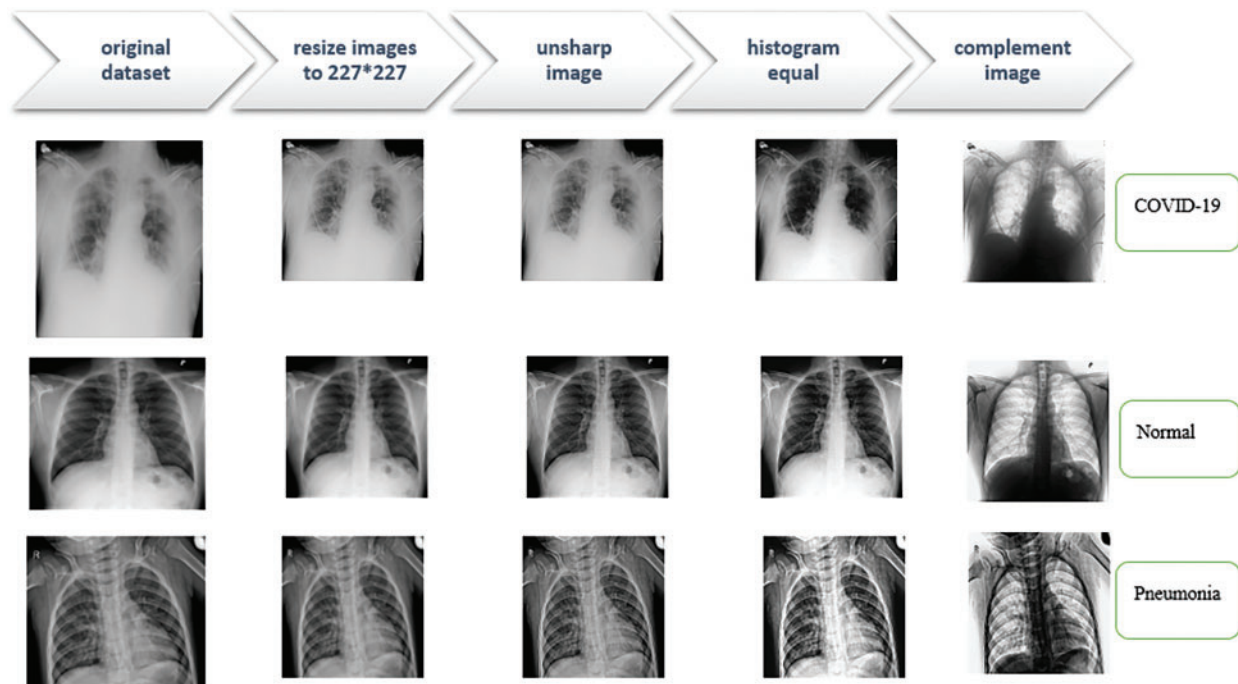 original
dataset
resize images
to 227*227
unsharp
image
histogram
equal
complement
image
COVID-19
Normal
R
R
Pneumonia